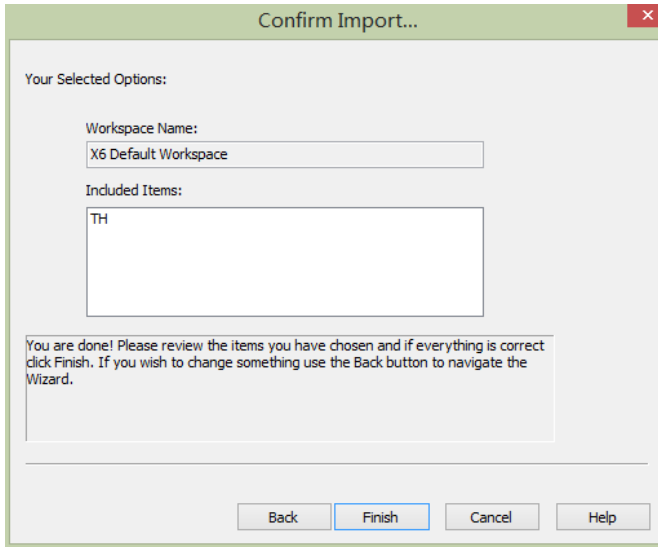 Confirm Import...
Your Selected Options:
Workspace Name:
X6 Default Workspace
Included Items:
TH
You are done! Please review the items you have chosen and if everything is correct
click Finish. If you wish to change something use the Back button to navigate the
Wizard.
Back Finish Cancel Help